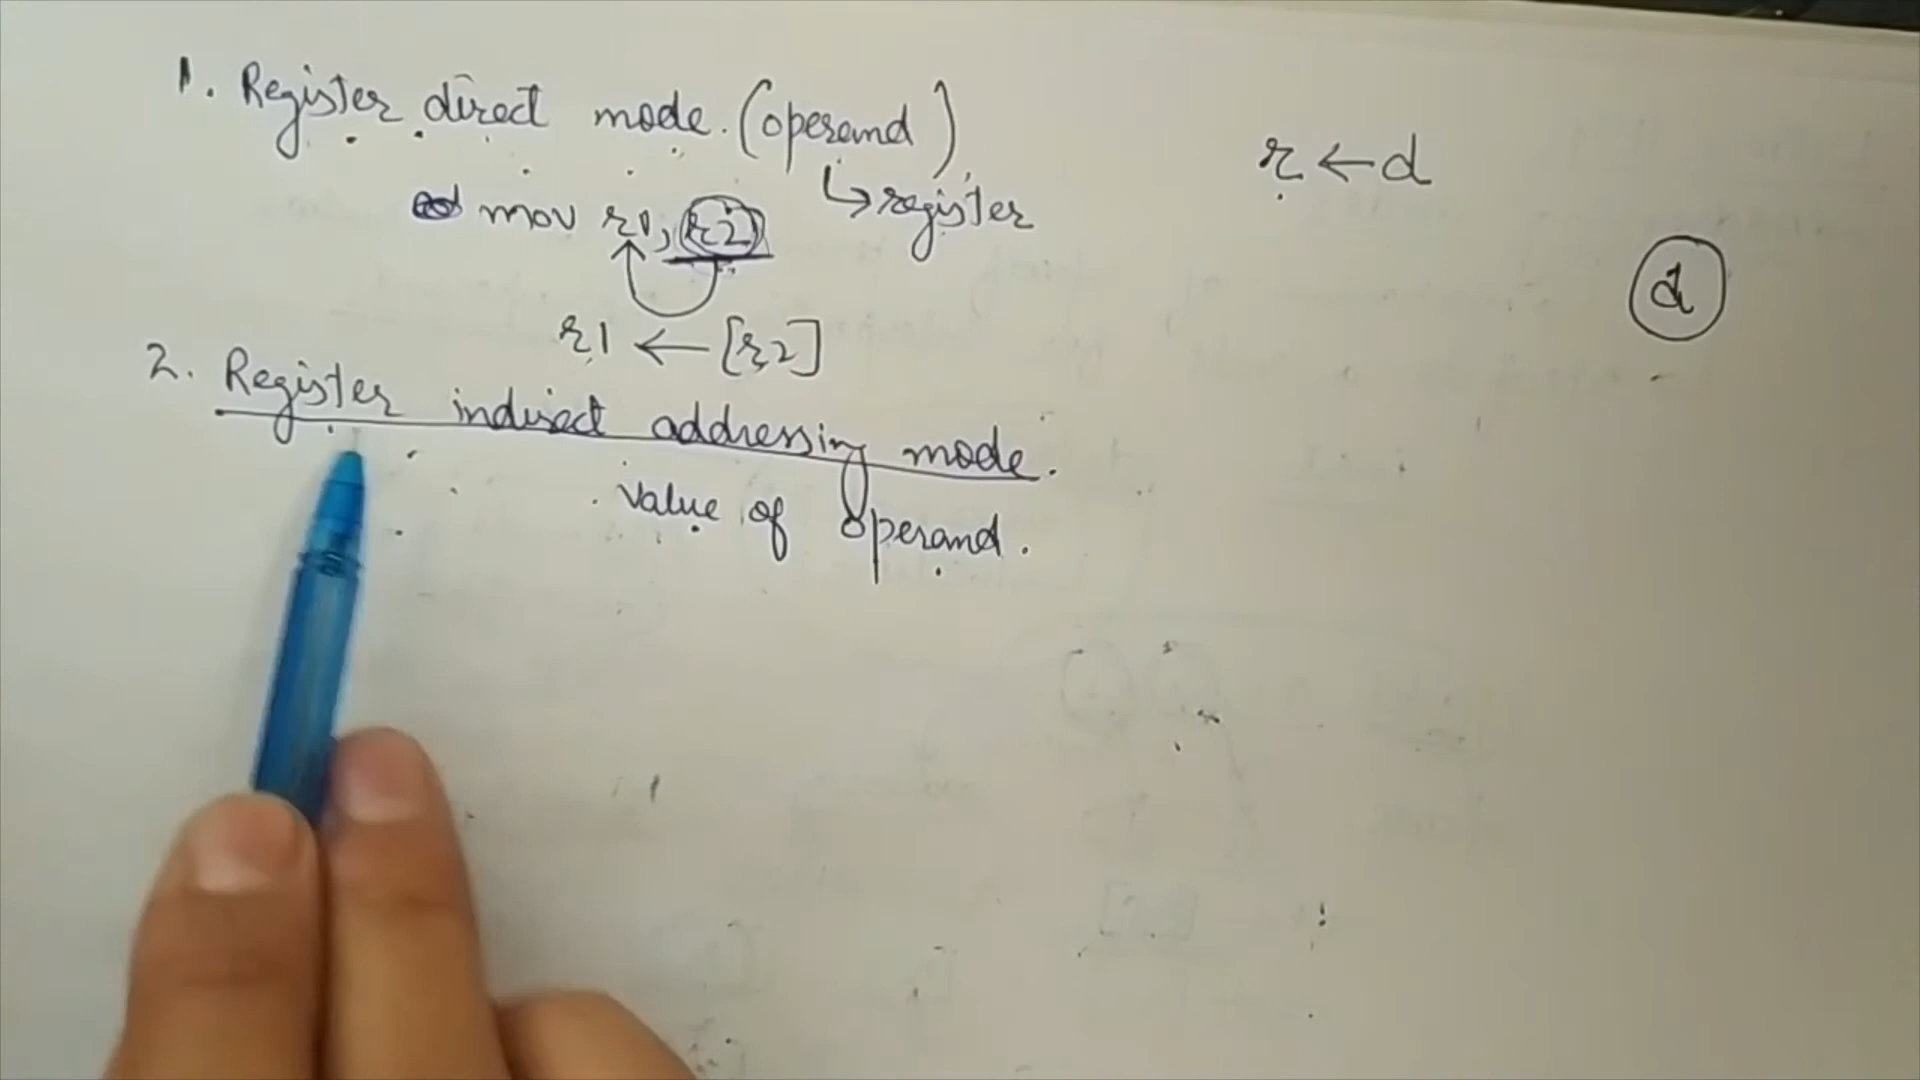 1. Register direct mode. (operand)
↳ register
mov r1, r2
r1 ← [r2]
r ← d
d
2. Register indirect addressing mode.
value of operand.